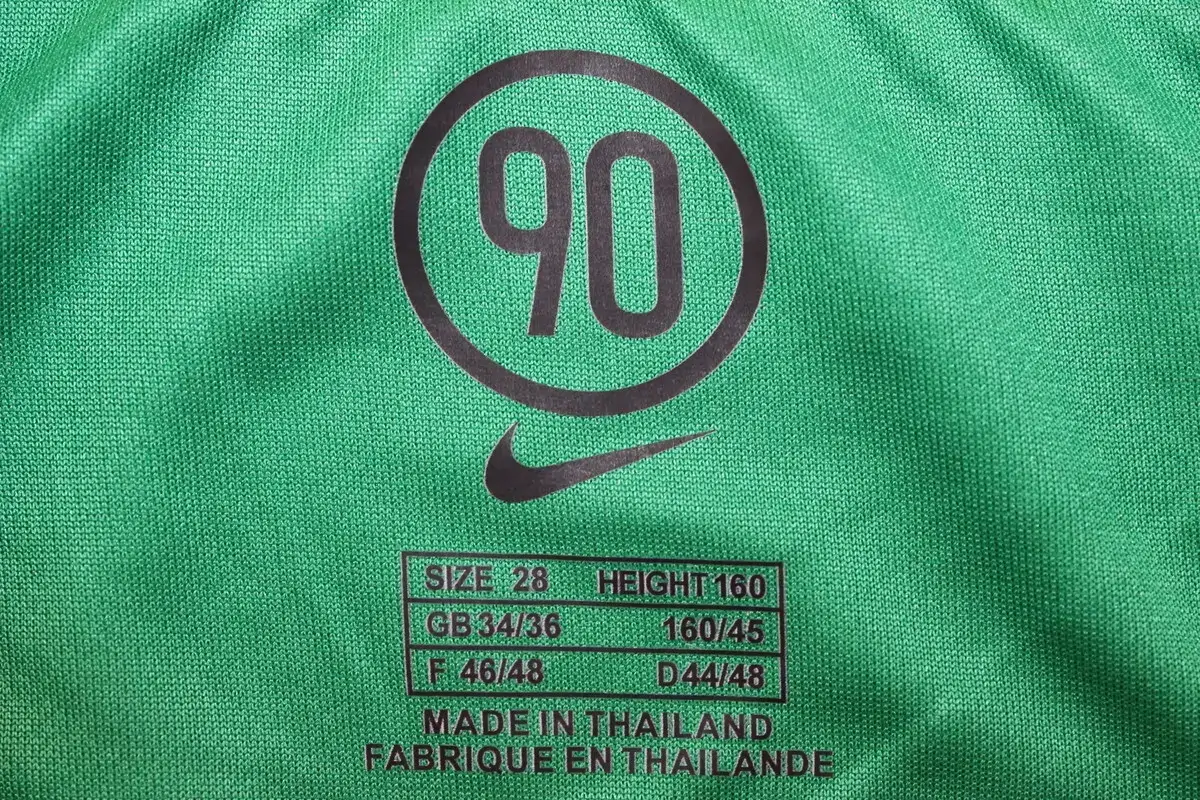 90
SIZE 28 HEIGHT 160
GB 34/36 160/45
F 46/48 D 44/48
MADE IN THAILAND
FABRIQUE EN THAILANDE